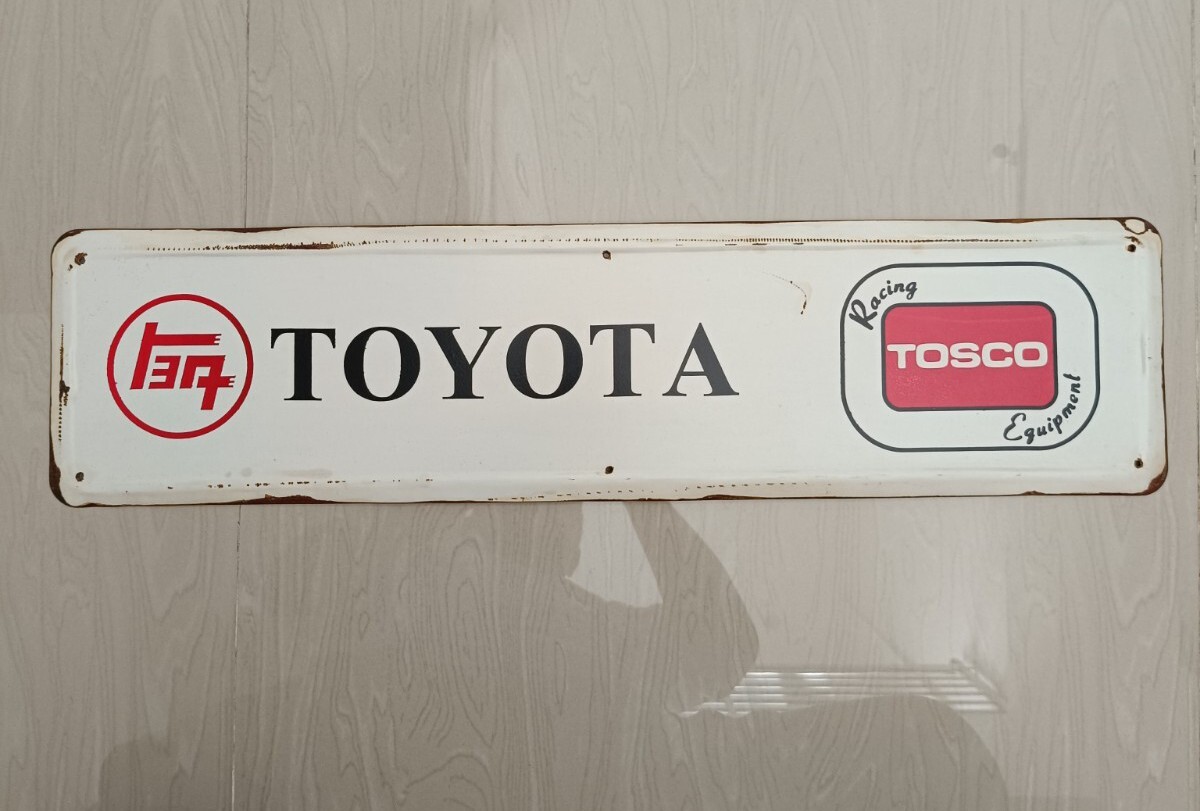 トヨタ
TOYOTA
Racing
TOSCO
Equipment